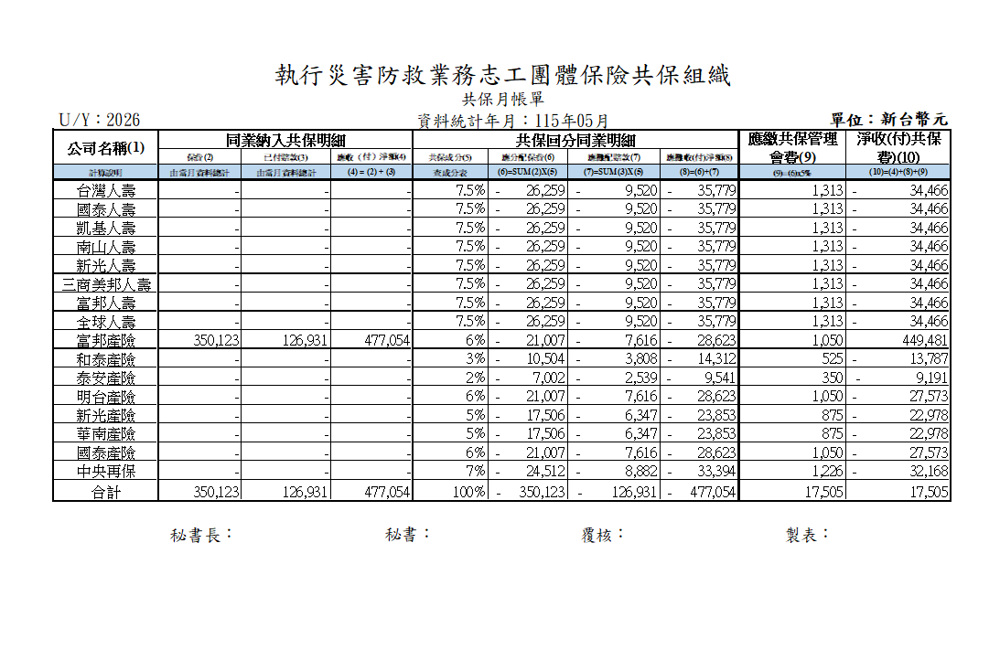 執行災害防救業務志工團體保險共保組織
共保月帳單
U/Y：2026 資料統計年月：115年05月 單位：新台幣元
公司名稱(1) 同業納入共保明細 共保回分同業明細 應繳共保管理會費(9) 淨收(付)共保費)(10)
保費(2) 已付賠款(3) 應收（付）淨額(4) 共保成分(5) 應分配保費(6) 應攤配賠款(7) 應攤收(付)淨額(8)
計算說明 由當月資料總計 由當月資料總計 (4) = (2) + (3) 查成分表 (6)=SUM(2)X(5) (7)=SUM(3)X(5) (8)=(6)+(7) (9)=(6)x5% (10)=(4)+(8)+(9)
台灣人壽 - - - 7.5% - 26,259 - 9,520 - 35,779 1,313 - 34,466
國泰人壽 - - - 7.5% - 26,259 - 9,520 - 35,779 1,313 - 34,466
凱基人壽 - - - 7.5% - 26,259 - 9,520 - 35,779 1,313 - 34,466
南山人壽 - - - 7.5% - 26,259 - 9,520 - 35,779 1,313 - 34,466
新光人壽 - - - 7.5% - 26,259 - 9,520 - 35,779 1,313 - 34,466
三商美邦人壽 - - - 7.5% - 26,259 - 9,520 - 35,779 1,313 - 34,466
富邦人壽 - - - 7.5% - 26,259 - 9,520 - 35,779 1,313 - 34,466
全球人壽 - - - 7.5% - 26,259 - 9,520 - 35,779 1,313 - 34,466
富邦產險 350,123 126,931 477,054 6% - 21,007 - 7,616 - 28,623 1,050 449,481
和泰產險 - - - 3% - 10,504 - 3,808 - 14,312 525 - 13,787
泰安產險 - - - 2% - 7,002 - 2,539 - 9,541 350 - 9,191
明台產險 - - - 6% - 21,007 - 7,616 - 28,623 1,050 - 27,573
新光產險 - - - 5% - 17,506 - 6,347 - 23,853 875 - 22,978
華南產險 - - - 5% - 17,506 - 6,347 - 23,853 875 - 22,978
國泰產險 - - - 6% - 21,007 - 7,616 - 28,623 1,050 - 27,573
中央再保 - - - 7% - 24,512 - 8,882 - 33,394 1,226 - 32,168
合計 350,123 126,931 477,054 100% - 350,123 - 126,931 - 477,054 17,505 17,505
秘書長： 秘書： 覆核： 製表：